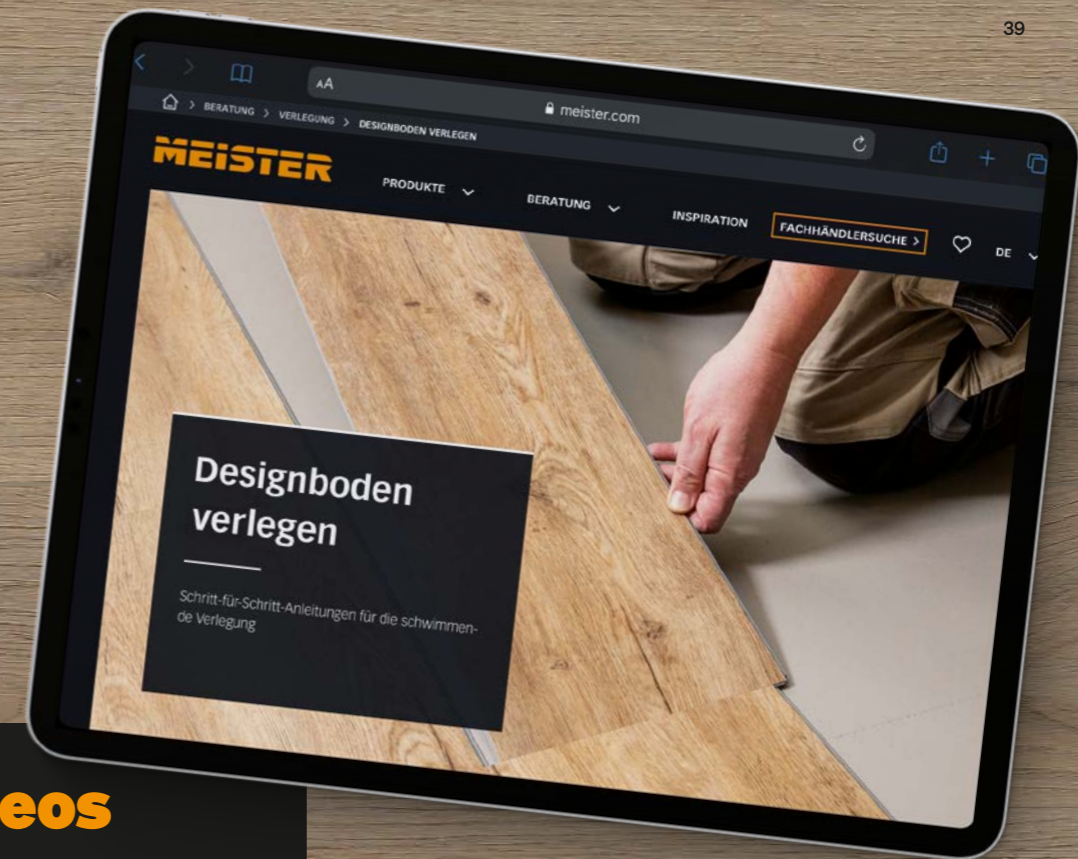 39
AA
meister.com
BERATUNG > VERLEGUNG > DESIGNBODEN VERLEGEN
MEISTER
PRODUKTE
BERATUNG
INSPIRATION
FACHHÄNDLERSUCHE >
DE
Designboden
verlegen
Schritt-für-Schritt-Anleitungen für die schwimmen-
de Verlegung
eos